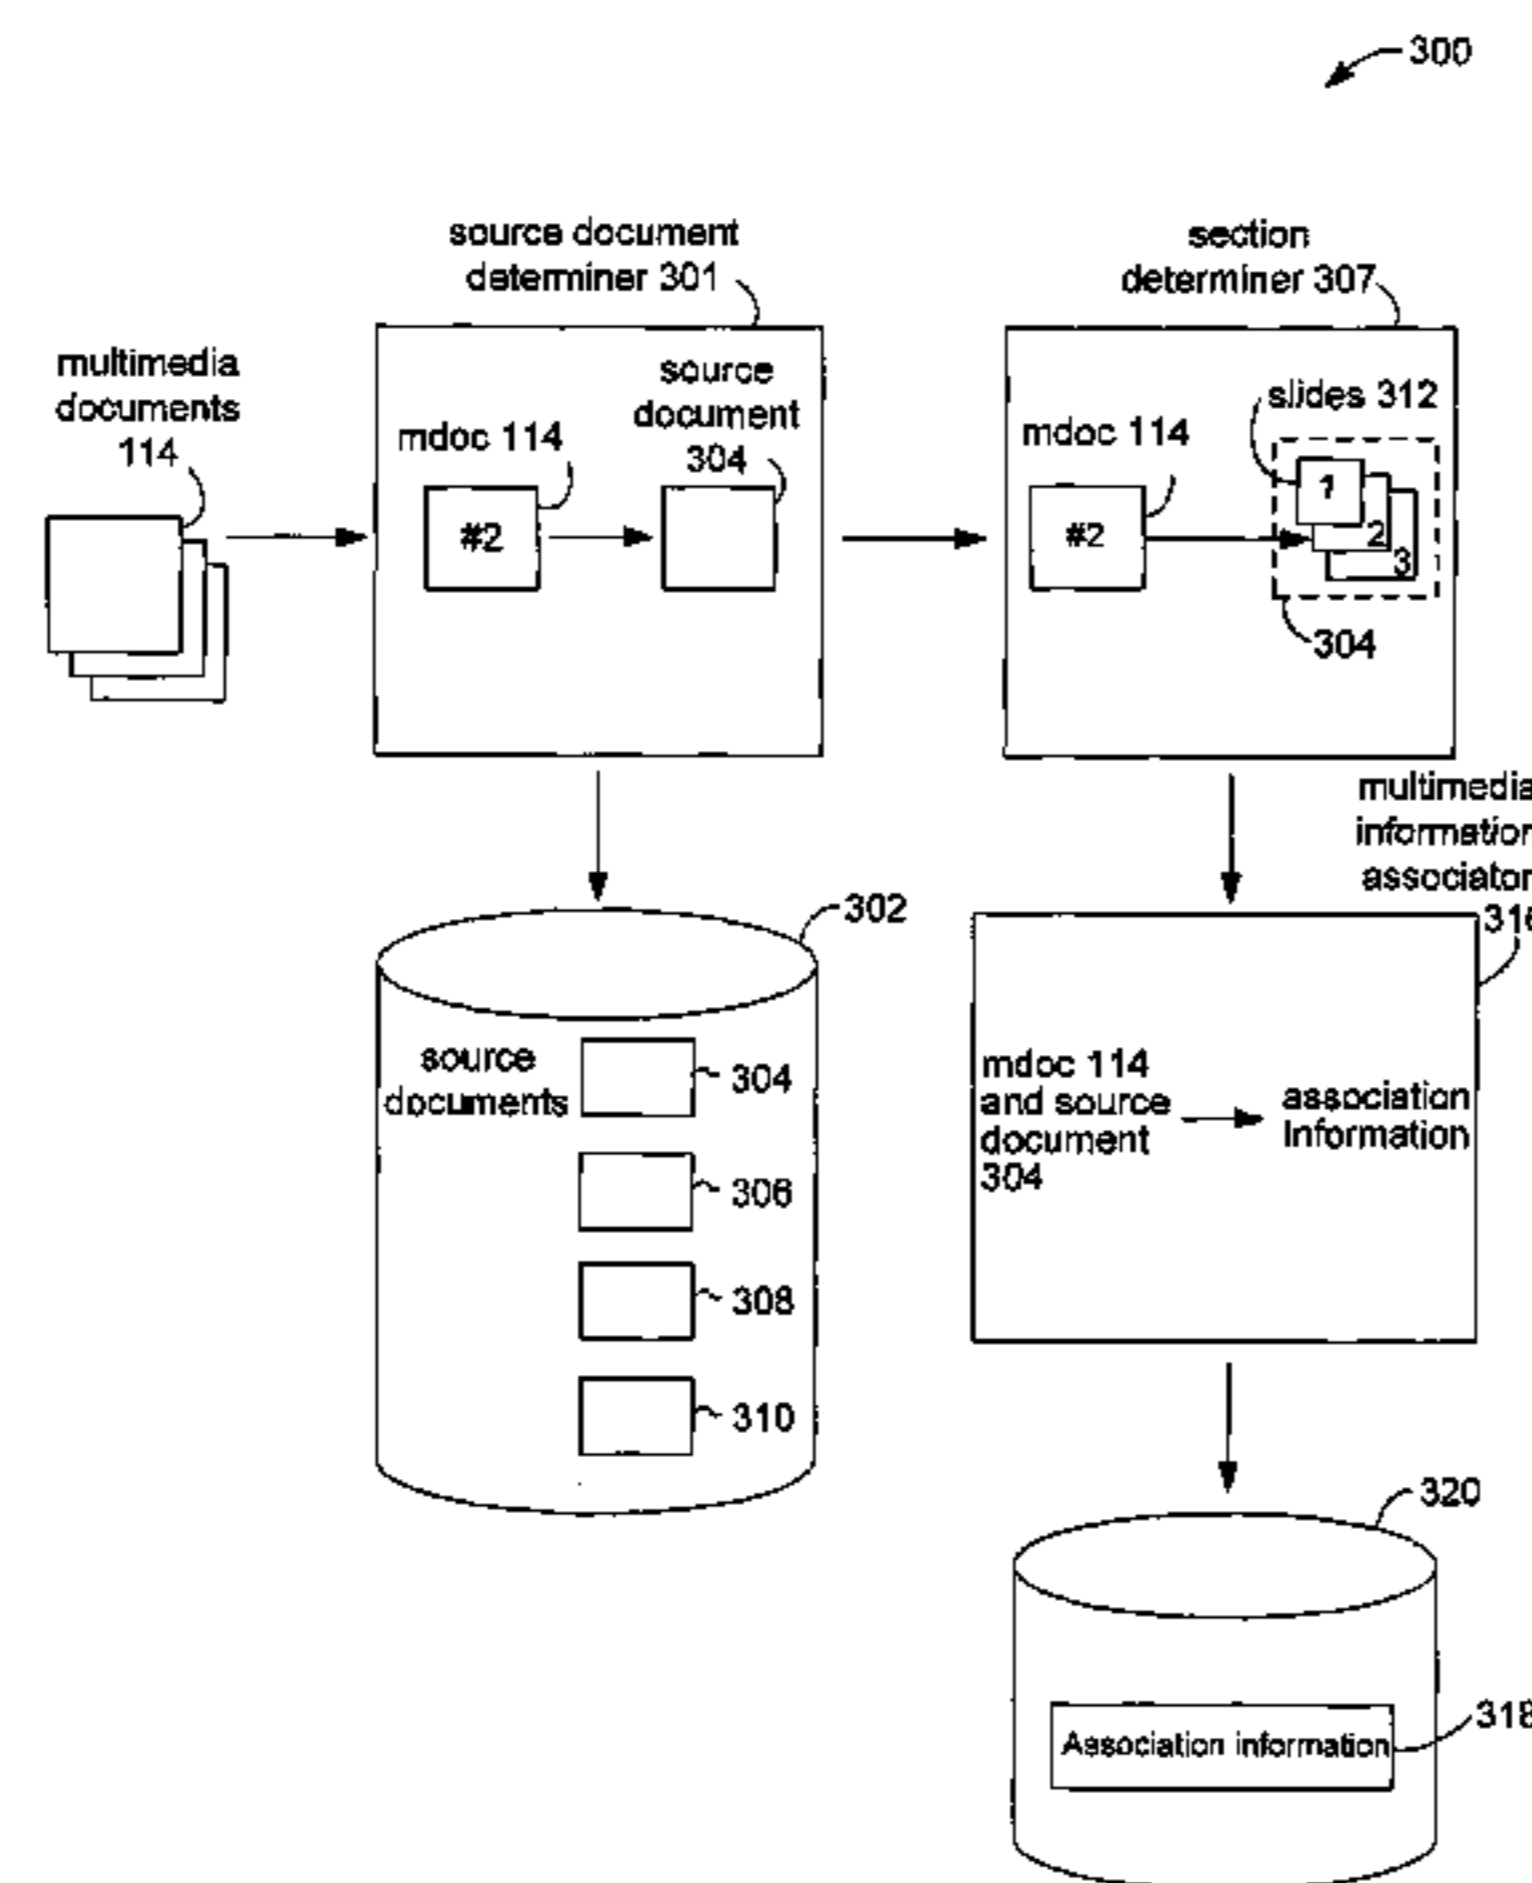 300
source document
determiner 301
section
determiner 307
multimedia
documents
114
mdoc 114
#2
source
document
304
mdoc 114
#2
slides 312
1
2
3
304
multimedia
information
associator
316
302
source
documents
304
306
308
310
mdoc 114
and source
document
304
association
Information
320
Association information
318